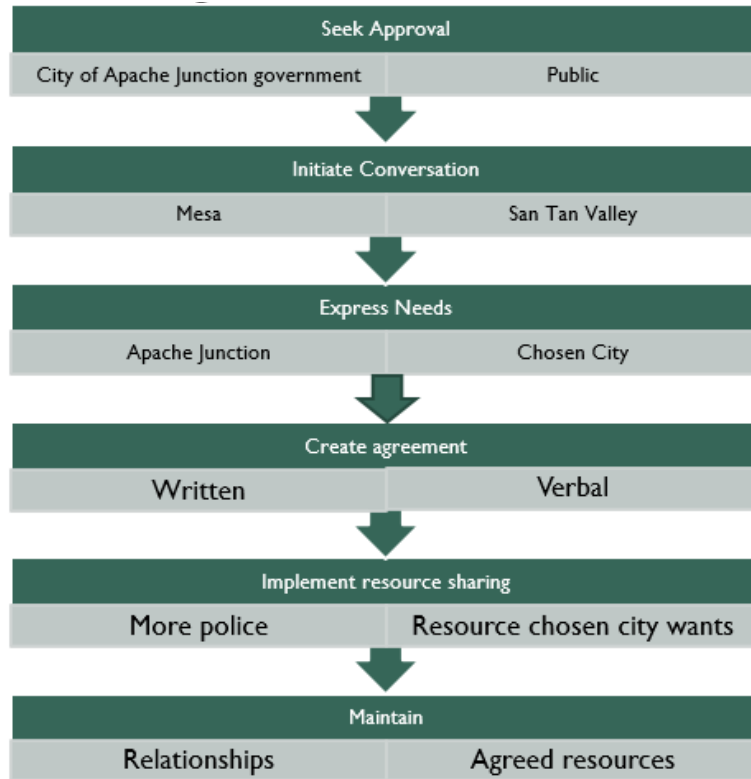 Seek Approval
City of Apache Junction government
Public
Initiate Conversation
Mesa
San Tan Valley
Express Needs
Apache Junction
Chosen City
Create agreement
Written
Verbal
Implement resource sharing
More police
Resource chosen city wants
Maintain
Relationships
Agreed resources